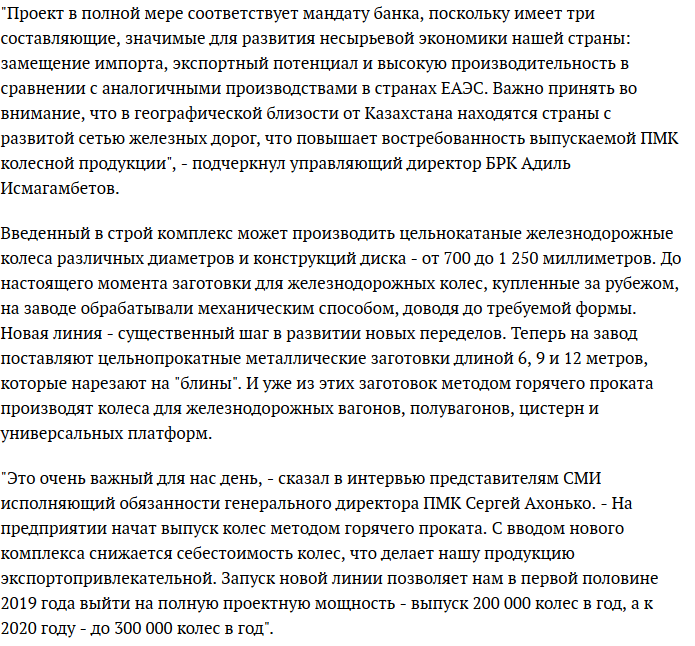 "Проект в полной мере соответствует мандату банка, поскольку имеет три
составляющие, значимые для развития несырьевой экономики нашей страны:
замещение импорта, экспортный потенциал и высокую производительность в
сравнении с аналогичными производствами в странах ЕАЭС. Важно принять во
внимание, что в географической близости от Казахстана находятся страны с
развитой сетью железных дорог, что повышает востребованность выпускаемой ПМК
колесной продукции", - подчеркнул управляющий директор БРК Адиль
Исмагамбетов.
Введенный в строй комплекс может производить цельнокатаные железнодорожные
колеса различных диаметров и конструкций диска - от 700 до 1 250 миллиметров. До
настоящего момента заготовки для железнодорожных колес, купленные за рубежом,
на заводе обрабатывали механическим способом, доводя до требуемой формы.
Новая линия - существенный шаг в развитии новых переделов. Теперь на завод
поставляют цельнопрокатные металлические заготовки длиной 6, 9 и 12 метров,
которые нарезают на "блины". И уже из этих заготовок методом горячего проката
производят колеса для железнодорожных вагонов, полувагонов, цистерн и
универсальных платформ.
"Это очень важный для нас день, - сказал в интервью представителям СМИ
исполняющий обязанности генерального директора ПМК Сергей Ахонько. - На
предприятии начат выпуск колес методом горячего проката. С вводом нового
комплекса снижается себестоимость колес, что делает нашу продукцию
экспортопривлекательной. Запуск новой линии позволяет нам в первой половине
2019 года выйти на полную проектную мощность - выпуск 200 000 колес в год, а к
2020 году - до 300 000 колес в год".